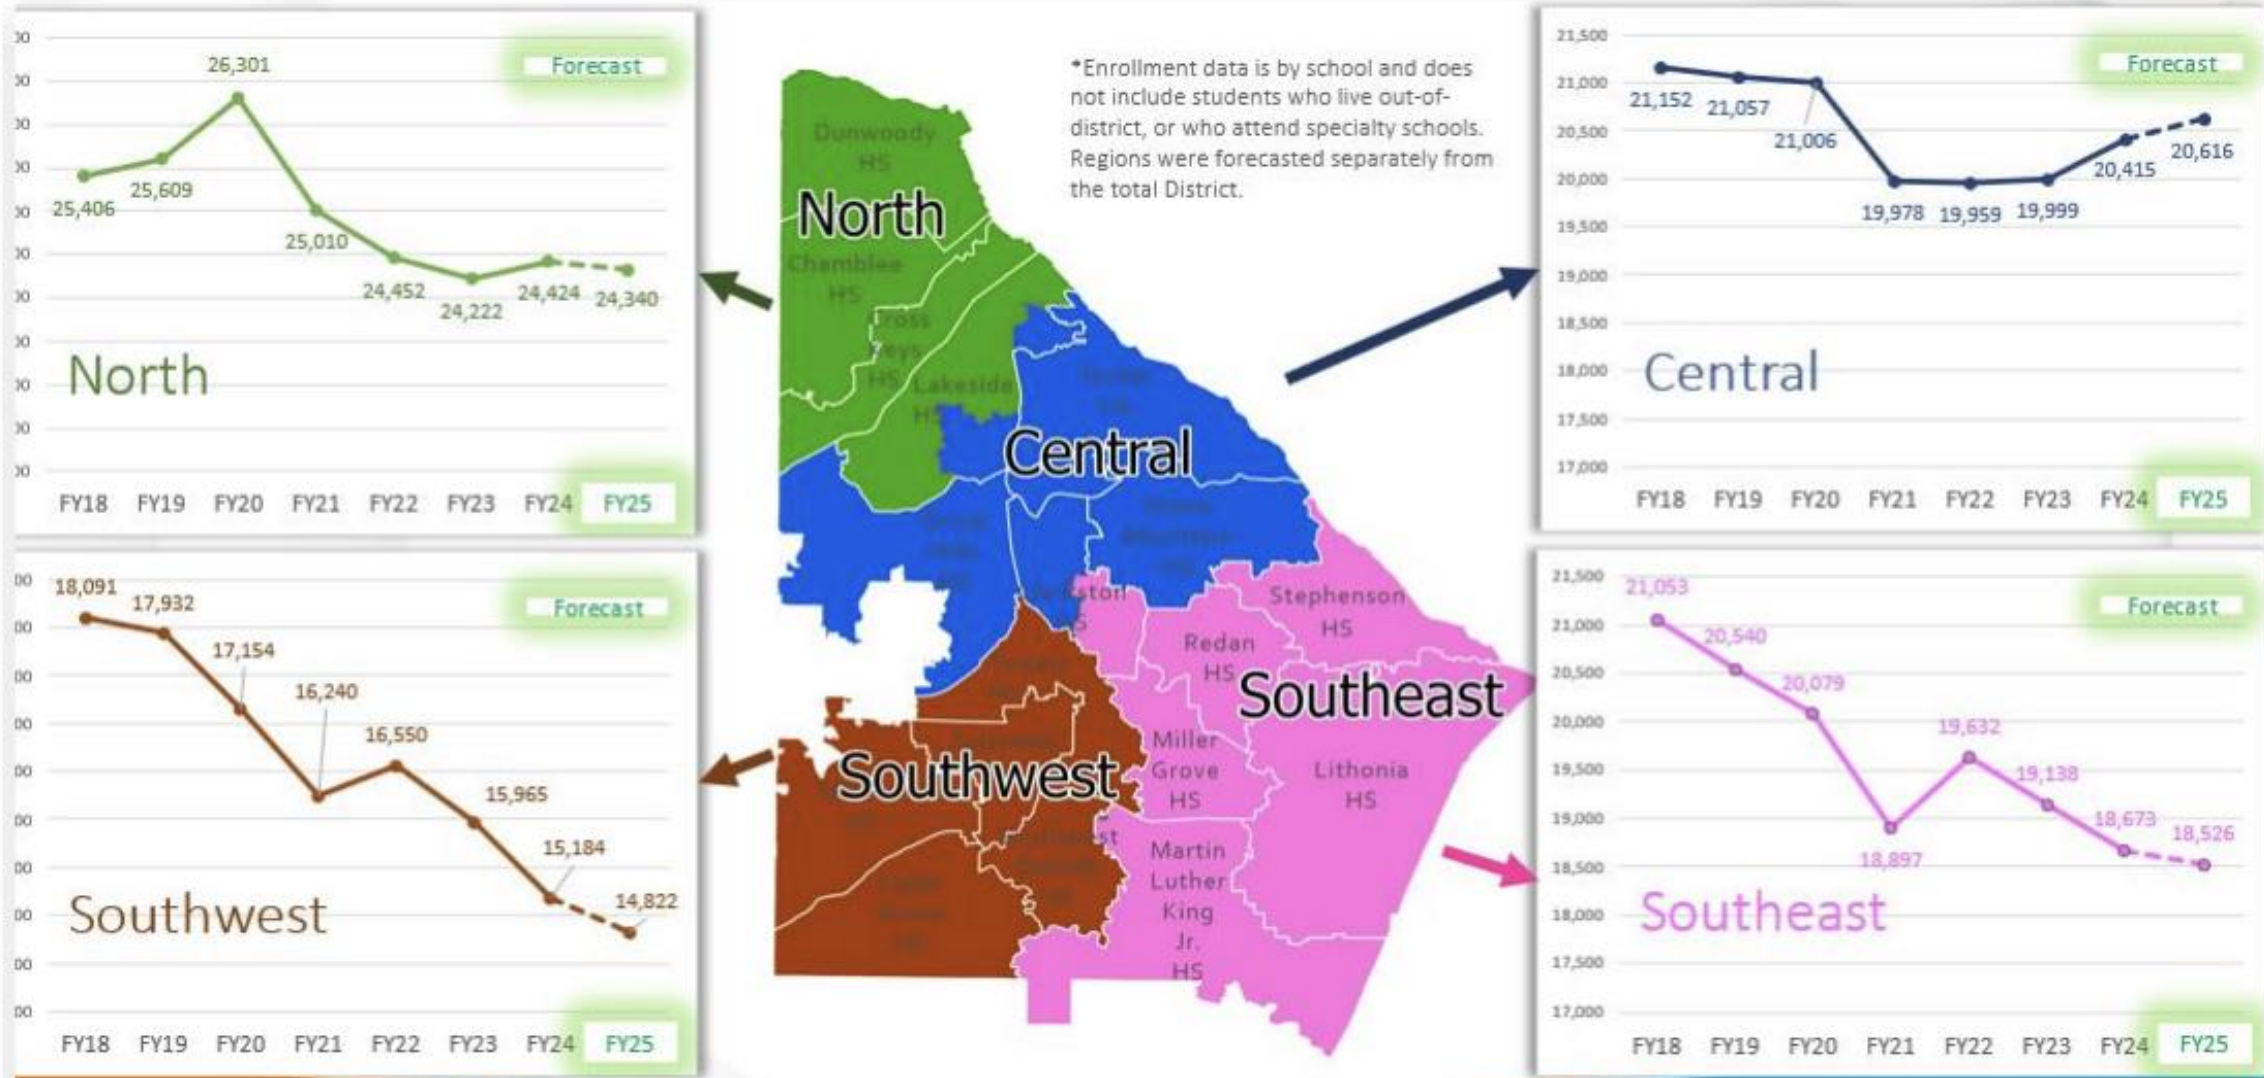 Forecast
26,301
25,406
25,609
25,010
24,452
24,222
24,424
24,340
North
FY18 FY19 FY20 FY21 FY22 FY23 FY24 FY25
Forecast
18,091
17,932
17,154
16,240
16,550
15,965
15,184
14,822
Southwest
FY18 FY19 FY20 FY21 FY22 FY23 FY24 FY25
*Enrollment data is by school and does
not include students who live out-of-
district, or who attend specialty schools.
Regions were forecasted separately from
the total District.
Dunwoody
HS
North
Chamblee
HS
Cross
Keys
HS
Lakeside
HS
Central
Stephenson
HS
Redan
HS
Southeast
Southwest
Miller
Grove
HS
Lithonia
HS
Martin
Luther
King
Jr.
HS
21,500
21,000
20,500
20,000
19,500
19,000
18,500
18,000
17,500
17,000
Forecast
21,152
21,057
21,006
19,978
19,959
19,999
20,415
20,616
Central
FY18 FY19 FY20 FY21 FY22 FY23 FY24 FY25
21,500
21,000
20,500
20,000
19,500
19,000
18,500
18,000
17,500
17,000
Forecast
21,053
20,540
20,079
18,897
19,632
19,138
18,673
18,526
Southeast
FY18 FY19 FY20 FY21 FY22 FY23 FY24 FY25